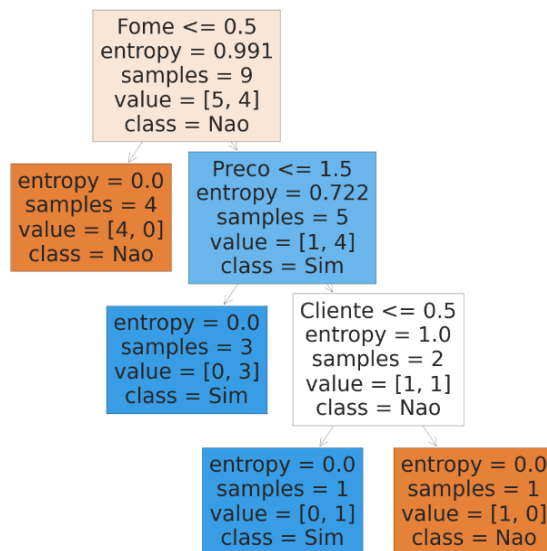 Fome <= 0.5
entropy = 0.991
samples = 9
value = [5, 4]
class = Nao
entropy = 0.0
samples = 4
value = [4, 0]
class = Nao
Preco <= 1.5
entropy = 0.722
samples = 5
value = [1, 4]
class = Sim
entropy = 0.0
samples = 3
value = [0, 3]
class = Sim
Cliente <= 0.5
entropy = 1.0
samples = 2
value = [1, 1]
class = Nao
entropy = 0.0
samples = 1
value = [0, 1]
class = Sim
entropy = 0.0
samples = 1
value = [1, 0]
class = Nao